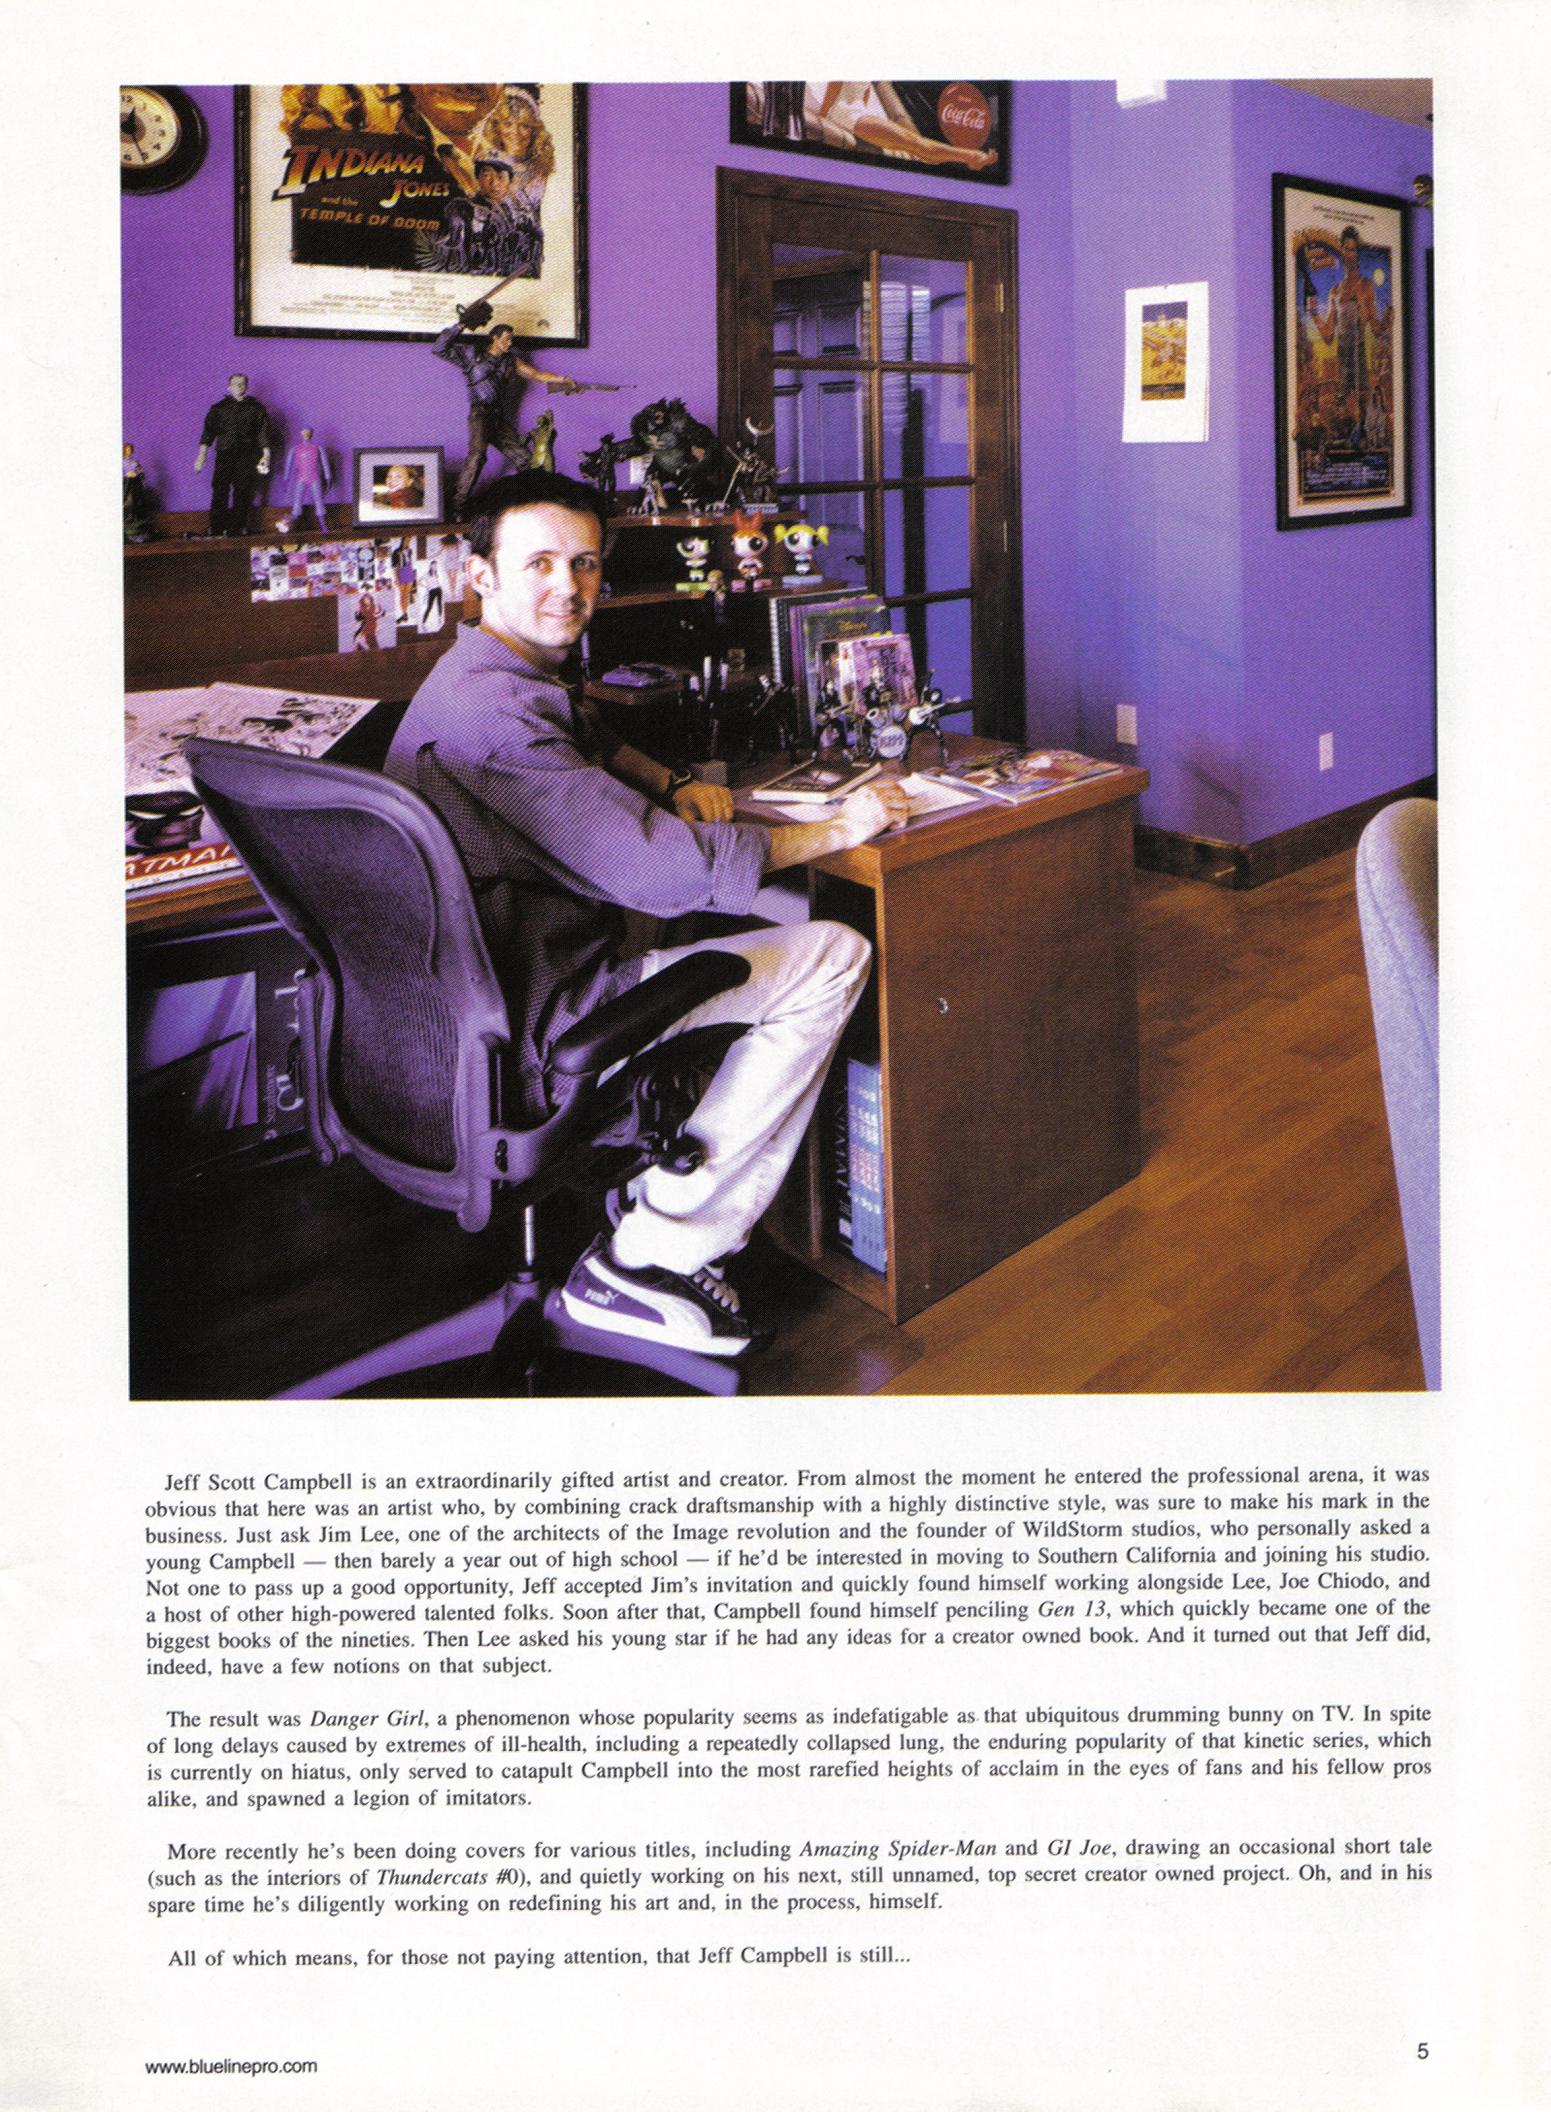 INDIANA
JONES
and the
TEMPLE OF DOOM
Coca-Cola
Disney
PUMA
Jeff Scott Campbell is an extraordinarily gifted artist and creator. From almost the moment he entered the professional arena, it was
obvious that here was an artist who, by combining crack draftsmanship with a highly distinctive style, was sure to make his mark in the
business. Just ask Jim Lee, one of the architects of the Image revolution and the founder of WildStorm studios, who personally asked a
young Campbell — then barely a year out of high school — if he'd be interested in moving to Southern California and joining his studio.
Not one to pass up a good opportunity, Jeff accepted Jim's invitation and quickly found himself working alongside Lee, Joe Chiodo, and
a host of other high-powered talented folks. Soon after that, Campbell found himself penciling Gen 13, which quickly became one of the
biggest books of the nineties. Then Lee asked his young star if he had any ideas for a creator owned book. And it turned out that Jeff did,
indeed, have a few notions on that subject.
The result was Danger Girl, a phenomenon whose popularity seems as indefatigable as that ubiquitous drumming bunny on TV. In spite
of long delays caused by extremes of ill-health, including a repeatedly collapsed lung, the enduring popularity of that kinetic series, which
is currently on hiatus, only served to catapult Campbell into the most rarefied heights of acclaim in the eyes of fans and his fellow pros
alike, and spawned a legion of imitators.
More recently he's been doing covers for various titles, including Amazing Spider-Man and GI Joe, drawing an occasional short tale
(such as the interiors of Thundercats #0), and quietly working on his next, still unnamed, top secret creator owned project. Oh, and in his
spare time he's diligently working on redefining his art and, in the process, himself.
All of which means, for those not paying attention, that Jeff Campbell is still...
www.bluelinepro.com
5